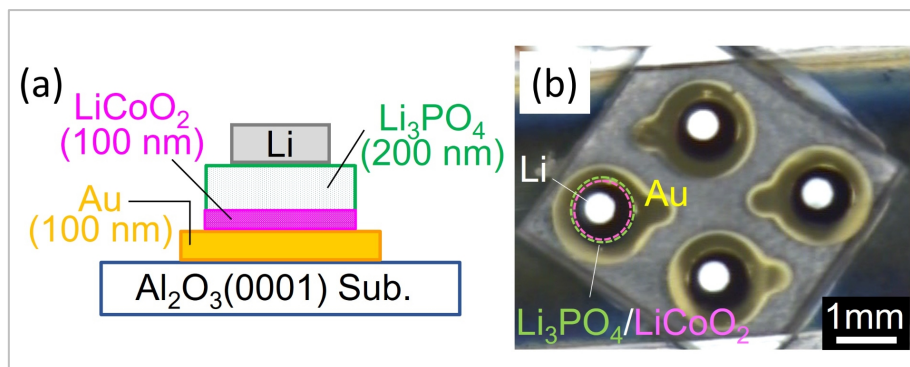 (a)
LiCoO₂
(100 nm)
Li
Li₃PO₄
(200 nm)
Au
(100 nm)
Al₂O₃(0001) Sub.
(b)
Li
Au
Li₃PO₄/LiCoO₂
1mm